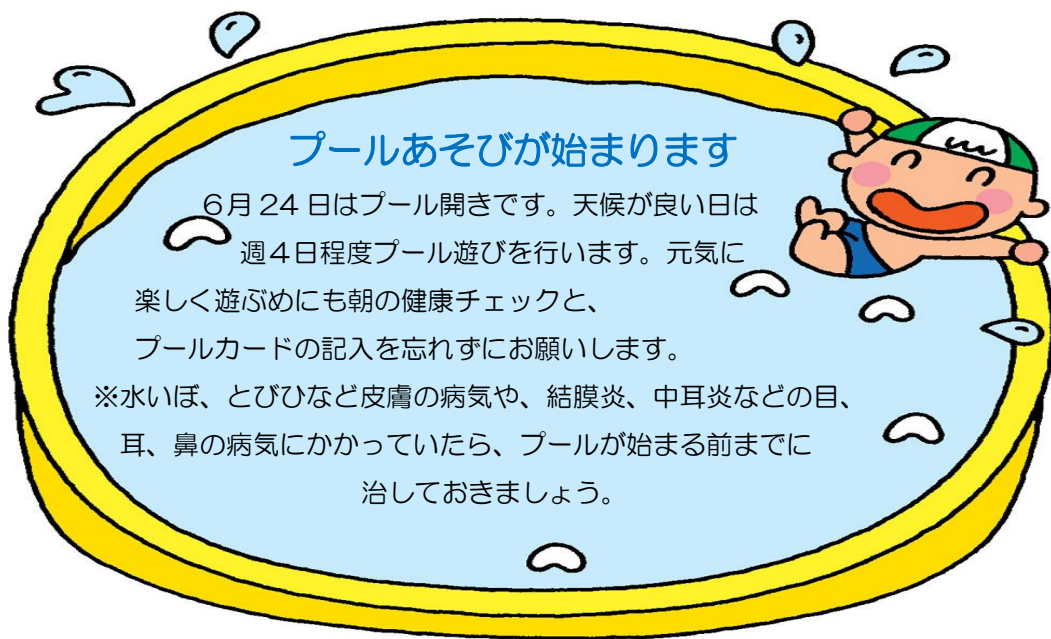 プールあそびが始まります
６月 24 日はプール開きです。天候が良い日は
週４日程度プール遊びを行います。元気に
楽しく遊ぶめにも朝の健康チェックと、
プールカードの記入を忘れずにお願いします。
※水いぼ、とびひなど皮膚の病気や、結膜炎、中耳炎などの目、
耳、鼻の病気にかかっていたら、プールが始まる前までに
治しておきましょう。